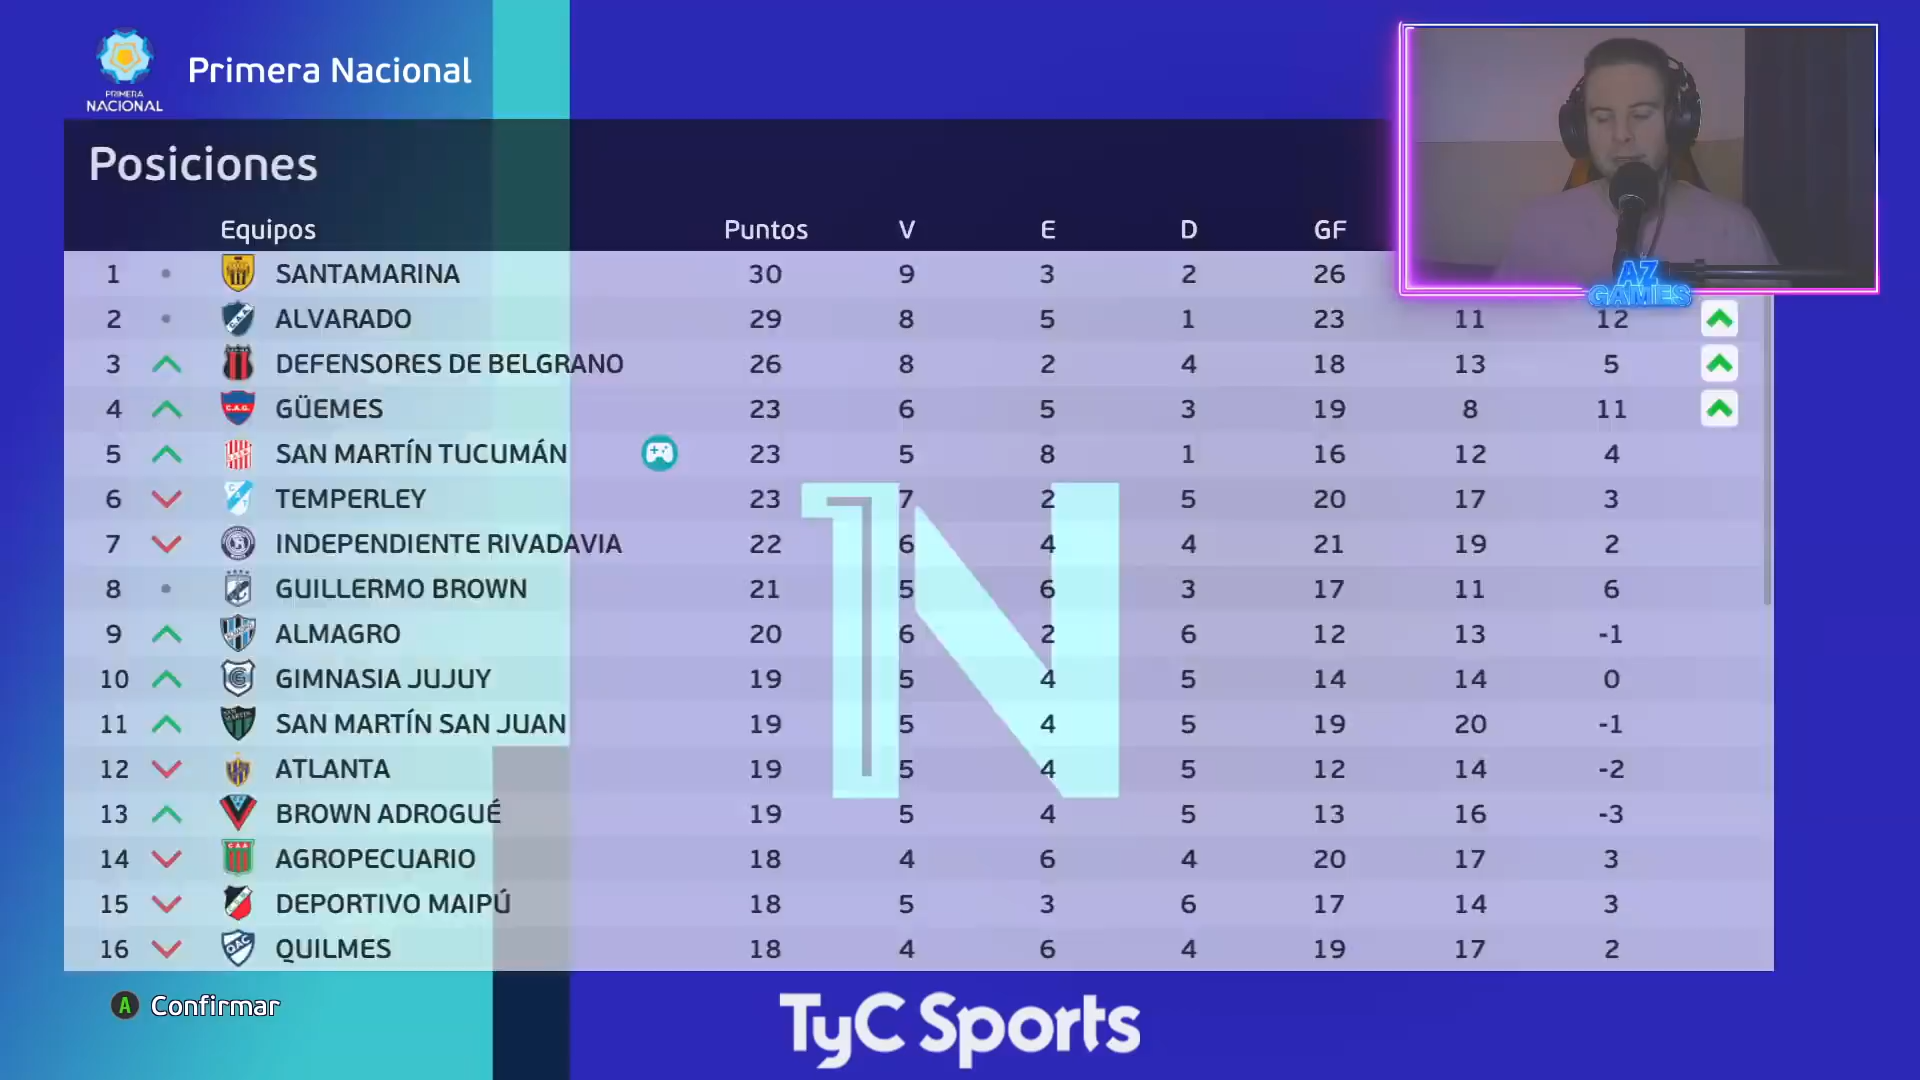 PRIMERA
NACIONAL
Primera Nacional
Posiciones
Equipos Puntos V E D GF
1 SANTAMARINA 30 9 3 2 26
2 ALVARADO 29 8 5 1 23 11 12
3 DEFENSORES DE BELGRANO 26 8 2 4 18 13 5
4 C.A.G. GÜEMES 23 6 5 3 19 8 11
5 SAN MARTÍN TUCUMÁN 23 5 8 1 16 12 4
6 TEMPERLEY 23 7 2 5 20 17 3
7 INDEPENDIENTE RIVADAVIA 22 6 4 4 21 19 2
8 GUILLERMO BROWN 21 5 6 3 17 11 6
9 ALMAGRO 20 6 2 6 12 13 -1
10 GIMNASIA JUJUY 19 5 4 5 14 14 0
11 SAN MARTÍN SAN JUAN 19 5 4 5 19 20 -1
12 ATLANTA 19 5 4 5 12 14 -2
13 BROWN ADROGUÉ 19 5 4 5 13 16 -3
14 CAA AGROPECUARIO 18 4 6 4 20 17 3
15 DEPORTIVO MAIPÚ 18 5 3 6 17 14 3
16 QAC QUILMES 18 4 6 4 19 17 2
1N
A Confirmar
TyC Sports
AZ
GAMES